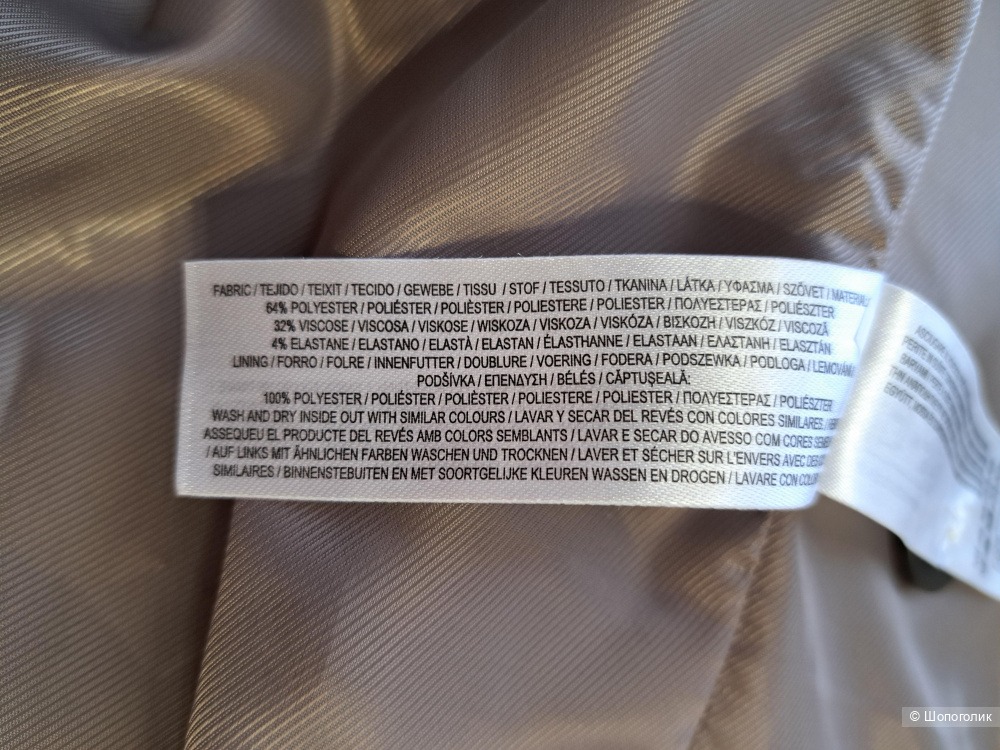 FABRIC / TEJIDO / TEIXIT / TECIDO / GEWEBE / TISSU / STOF / TESSUTO / TKANINA / LÁTKA / ΥΦΑΣΜΑ / SZÖVET /
64% POLYESTER / POLIÉSTER / POLIÈSTER / POLIESTERE / POLIESTER / ΠΟΛΥΕΣΤΕΡΑΣ / POLIÉSZTER
32% VISCOSE / VISCOSA / VISKOSE / WISKOZA / VISKOZA / VISKÓZA / ΒΙΣΚΟΖΗ / VISZKÓZ / VISCOZĂ
4% ELASTANE / ELASTANO / ELASTÀ / ELASTAN / ÉLASTHANNE / ELASTAAN / ΕΛΑΣΤΑΝΗ / ELASZTÁN
LINING / FORRO / FOLRE / INNENFUTTER / DOUBLURE / VOERING / FODERA / PODSZEWKA / PODLOGA /
PODŠÍVKA / ΕΠΕΝΔΥΣΗ / BÉLÉS / CĂPTUŞEALĂ:
100% POLYESTER / POLIÉSTER / POLIÈSTER / POLIESTERE / POLIESTER / ΠΟΛΥΕΣΤΕΡΑΣ / POLIÉSZTER
WASH AND DRY INSIDE OUT WITH SIMILAR COLOURS / LAVAR Y SECAR DEL REVÉS CON COLORES SIMILARES. /
ASSEQUEU EL PRODUCTE DEL REVÉS AMB COLORS SEMBLANTS / LAVAR E SECAR DO AVESSO COM CORES
/ AUF LINKS MIT ÄHNLICHEN FARBEN WASCHEN UND TROCKNEN / LAVER ET SÉCHER SUR L'ENVERS AVEC
SIMILAIRES / BINNENSTEBUITEN EN MET SOORTGELIJKE KLEUREN WASSEN EN DROGEN / LAVARE CON
© Шопоголик